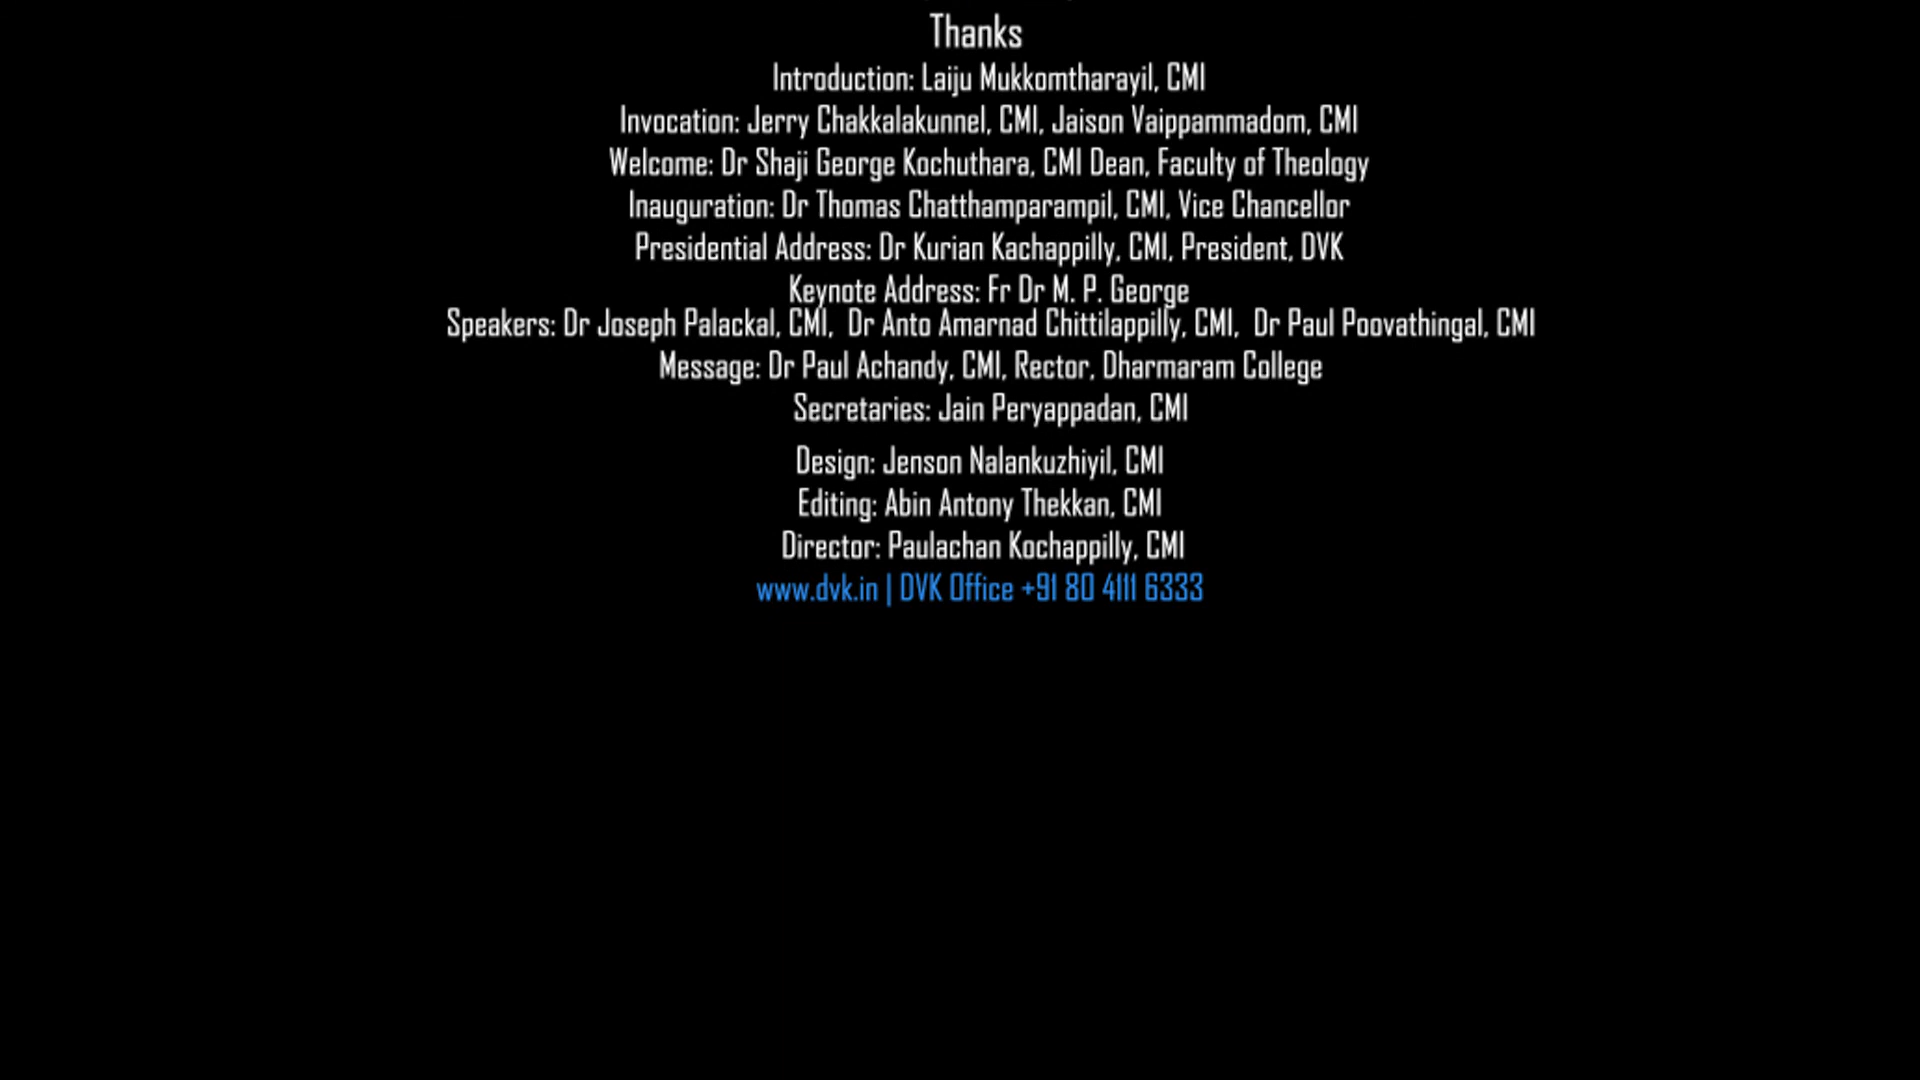 Thanks
Introduction: Laiju Mukkomtharayil, CMI
Invocation: Jerry Chakkalakunnel, CMI, Jaison Vaippammadom, CMI
Welcome: Dr Shaji George Kochuthara, CMI Dean, Faculty of Theology
Inauguration: Dr Thomas Chatthamparampil, CMI, Vice Chancellor
Presidential Address: Dr Kurian Kachappilly, CMI, President, DVK
Keynote Address: Fr Dr M. P. George
Speakers: Dr Joseph Palackal, CMI, Dr Anto Amarnad Chittilappilly, CMI, Dr Paul Poovathingal, CMI
Message: Dr Paul Achandy, CMI, Rector, Dharmaram College
Secretaries: Jain Peryappadan, CMI
Design: Jenson Nalankuzhiyil, CMI
Editing: Abin Antony Thekkan, CMI
Director: Paulachan Kochappilly, CMI
www.dvk.in | DVK Office +91 80 4111 6333